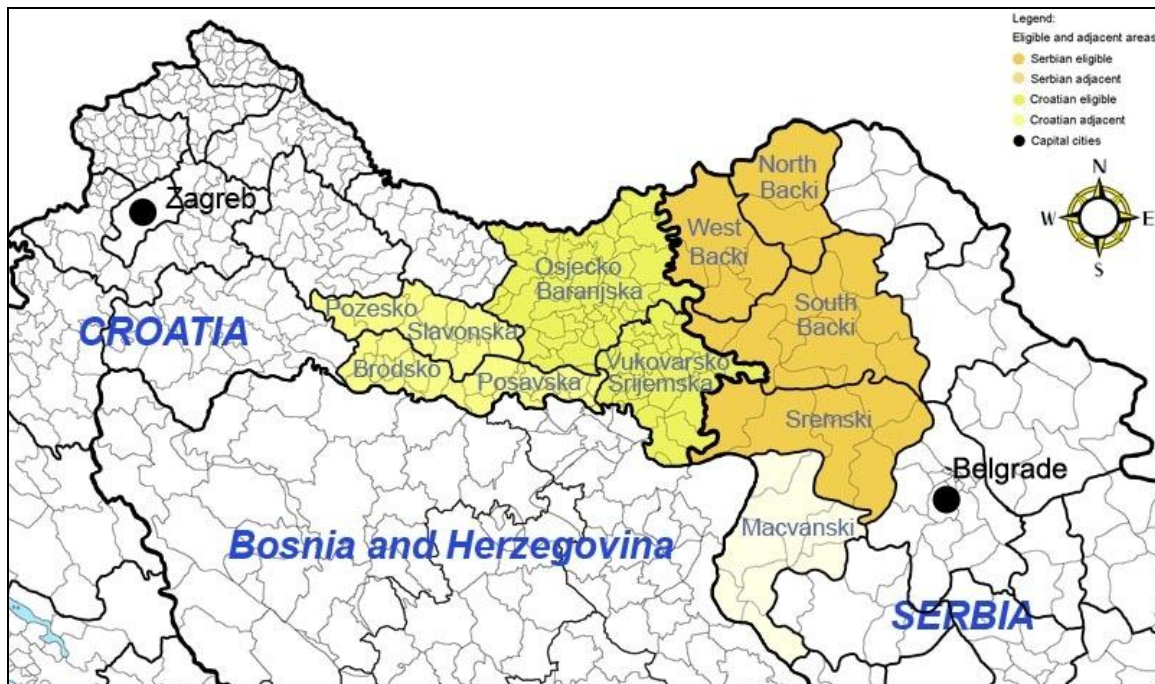 Legend:
Eligible and adjacent areas
Serbian eligible
Serbian adjacent
Croatian eligible
Croatian adjacent
Capital cities
N
W E
S
Zagreb
CROATIA
North
Backi
West
Backi
South
Backi
Osjecko
Baranjska
Pozesko
Slavonska
Brodsko
Posavska
Vukovarsko
Srijemska
Sremski
Belgrade
Macvanski
Bosnia and Herzegovina
SERBIA